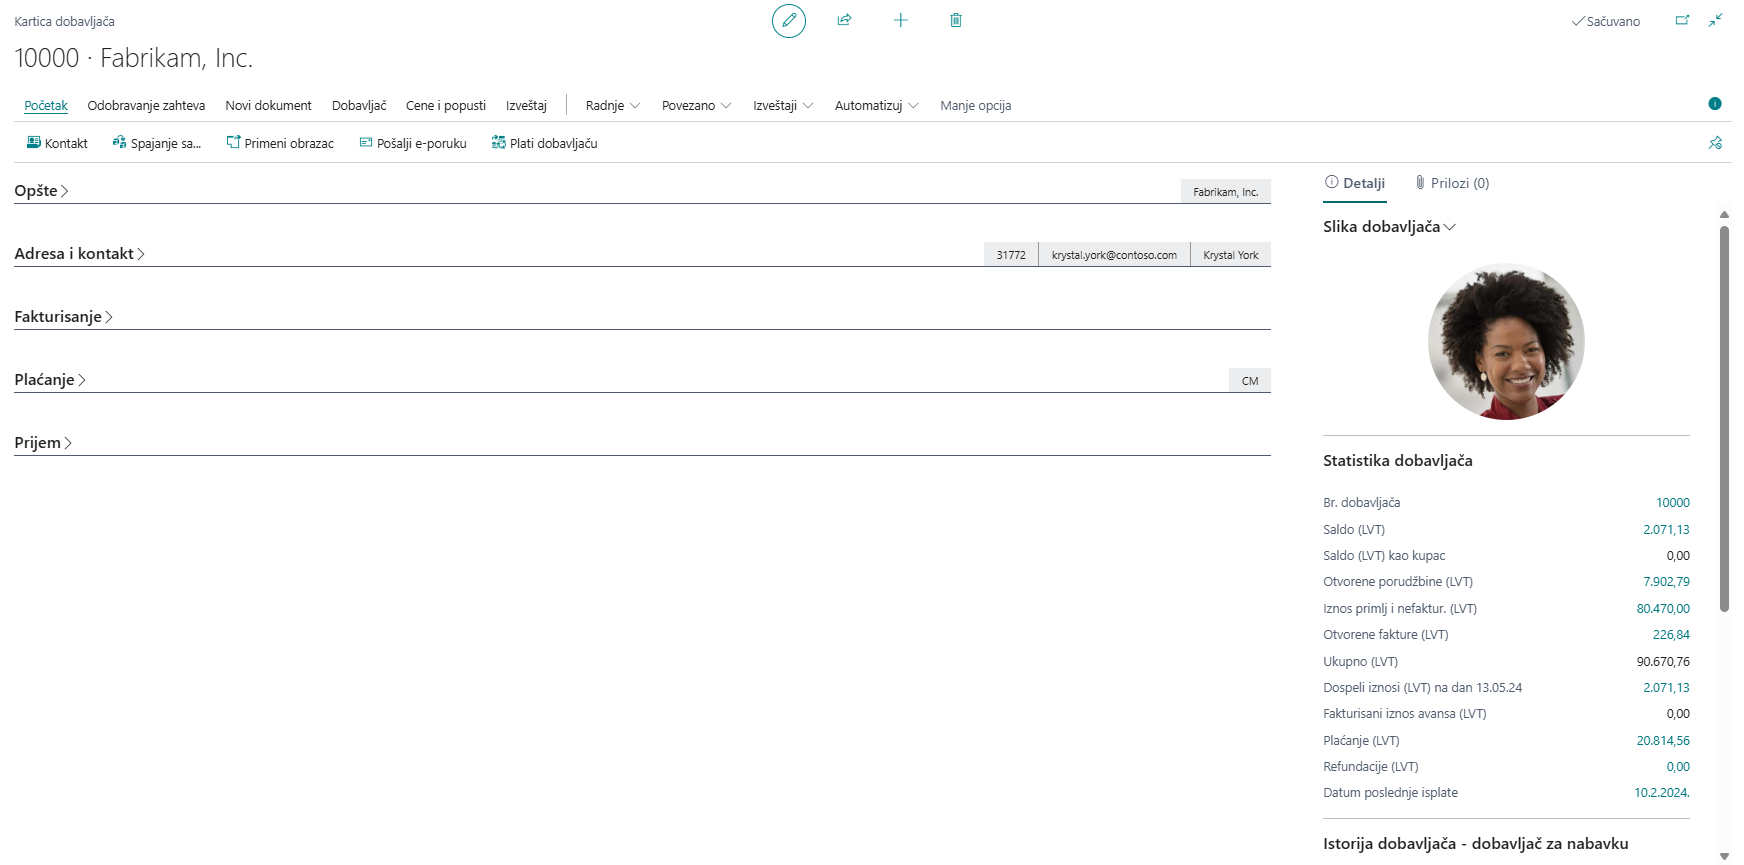 Kartica dobavljača
Sačuvano
10000 · Fabrikam, Inc.
Početak Odobravanje zahteva Novi dokument Dobavljač Cene i popusti Izveštaj Radnje Povezano Izveštaji Automatizuj Manje opcija
Kontakt Spajanje sa... Primeni obrazac Pošalji e-poruku Plati dobavljaču
Opšte Fabrikam, Inc.
Adresa i kontakt 31772 krystal.york@contoso.com Krystal York
Fakturisanje
Plaćanje CM
Prijem
Detalji Prilozi (0)
Slika dobavljača
Statistika dobavljača
Br. dobavljača 10000
Saldo (LVT) 2.071,13
Saldo (LVT) kao kupac 0,00
Otvorene porudžbine (LVT) 7.902,79
Iznos primlj i nefaktur. (LVT) 80.470,00
Otvorene fakture (LVT) 226,84
Ukupno (LVT) 90.670,76
Dospeli iznosi (LVT) na dan 13.05.24 2.071,13
Fakturisani iznos avansa (LVT) 0,00
Plaćanje (LVT) 20.814,56
Refundacije (LVT) 0,00
Datum poslednje isplate 10.2.2024.
Istorija dobavljača - dobavljač za nabavku